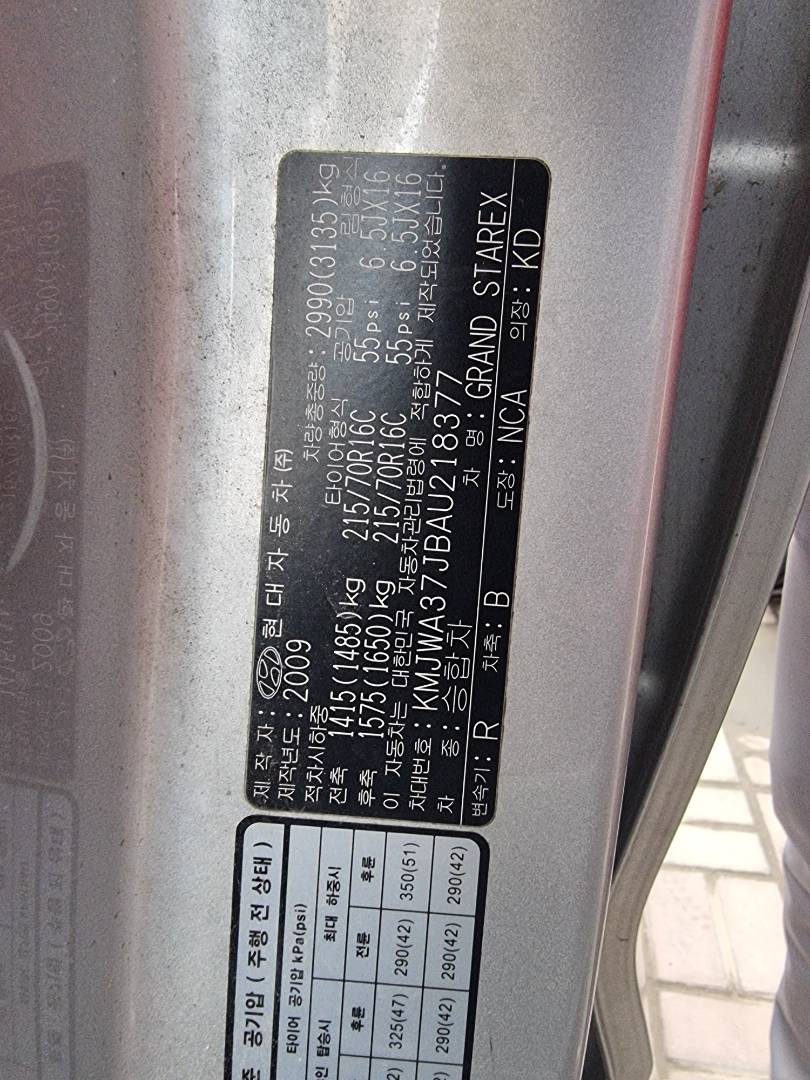 제 작 자 : 현 대 자 동 차 (주)
제작년도 : 2009 차량총중량 : 2990(3135)kg
적차시하중 타이어형식 공기압 림형식
전축 1415(1485)kg 215/70R16C 55psi 6.5JX16
후축 1575(1650)kg 215/70R16C 55psi 6.5JX16
이 자동차는 대한민국 자동차관리법령에 적합하게 제작되었습니다.
차대번호 : KMJWA37JBAU218377
차 종 : 승합차 차 명 : GRAND STAREX
변속기 : R 차축 : B 도장 : NCA 의장 : KD
공기압 ( 주행 전 상태 )
타이어 공기압 kPa(psi)
탑승시 최대 하중시
후륜 전륜 후륜
325(47) 290(42) 350(51)
290(42) 290(42) 290(42)